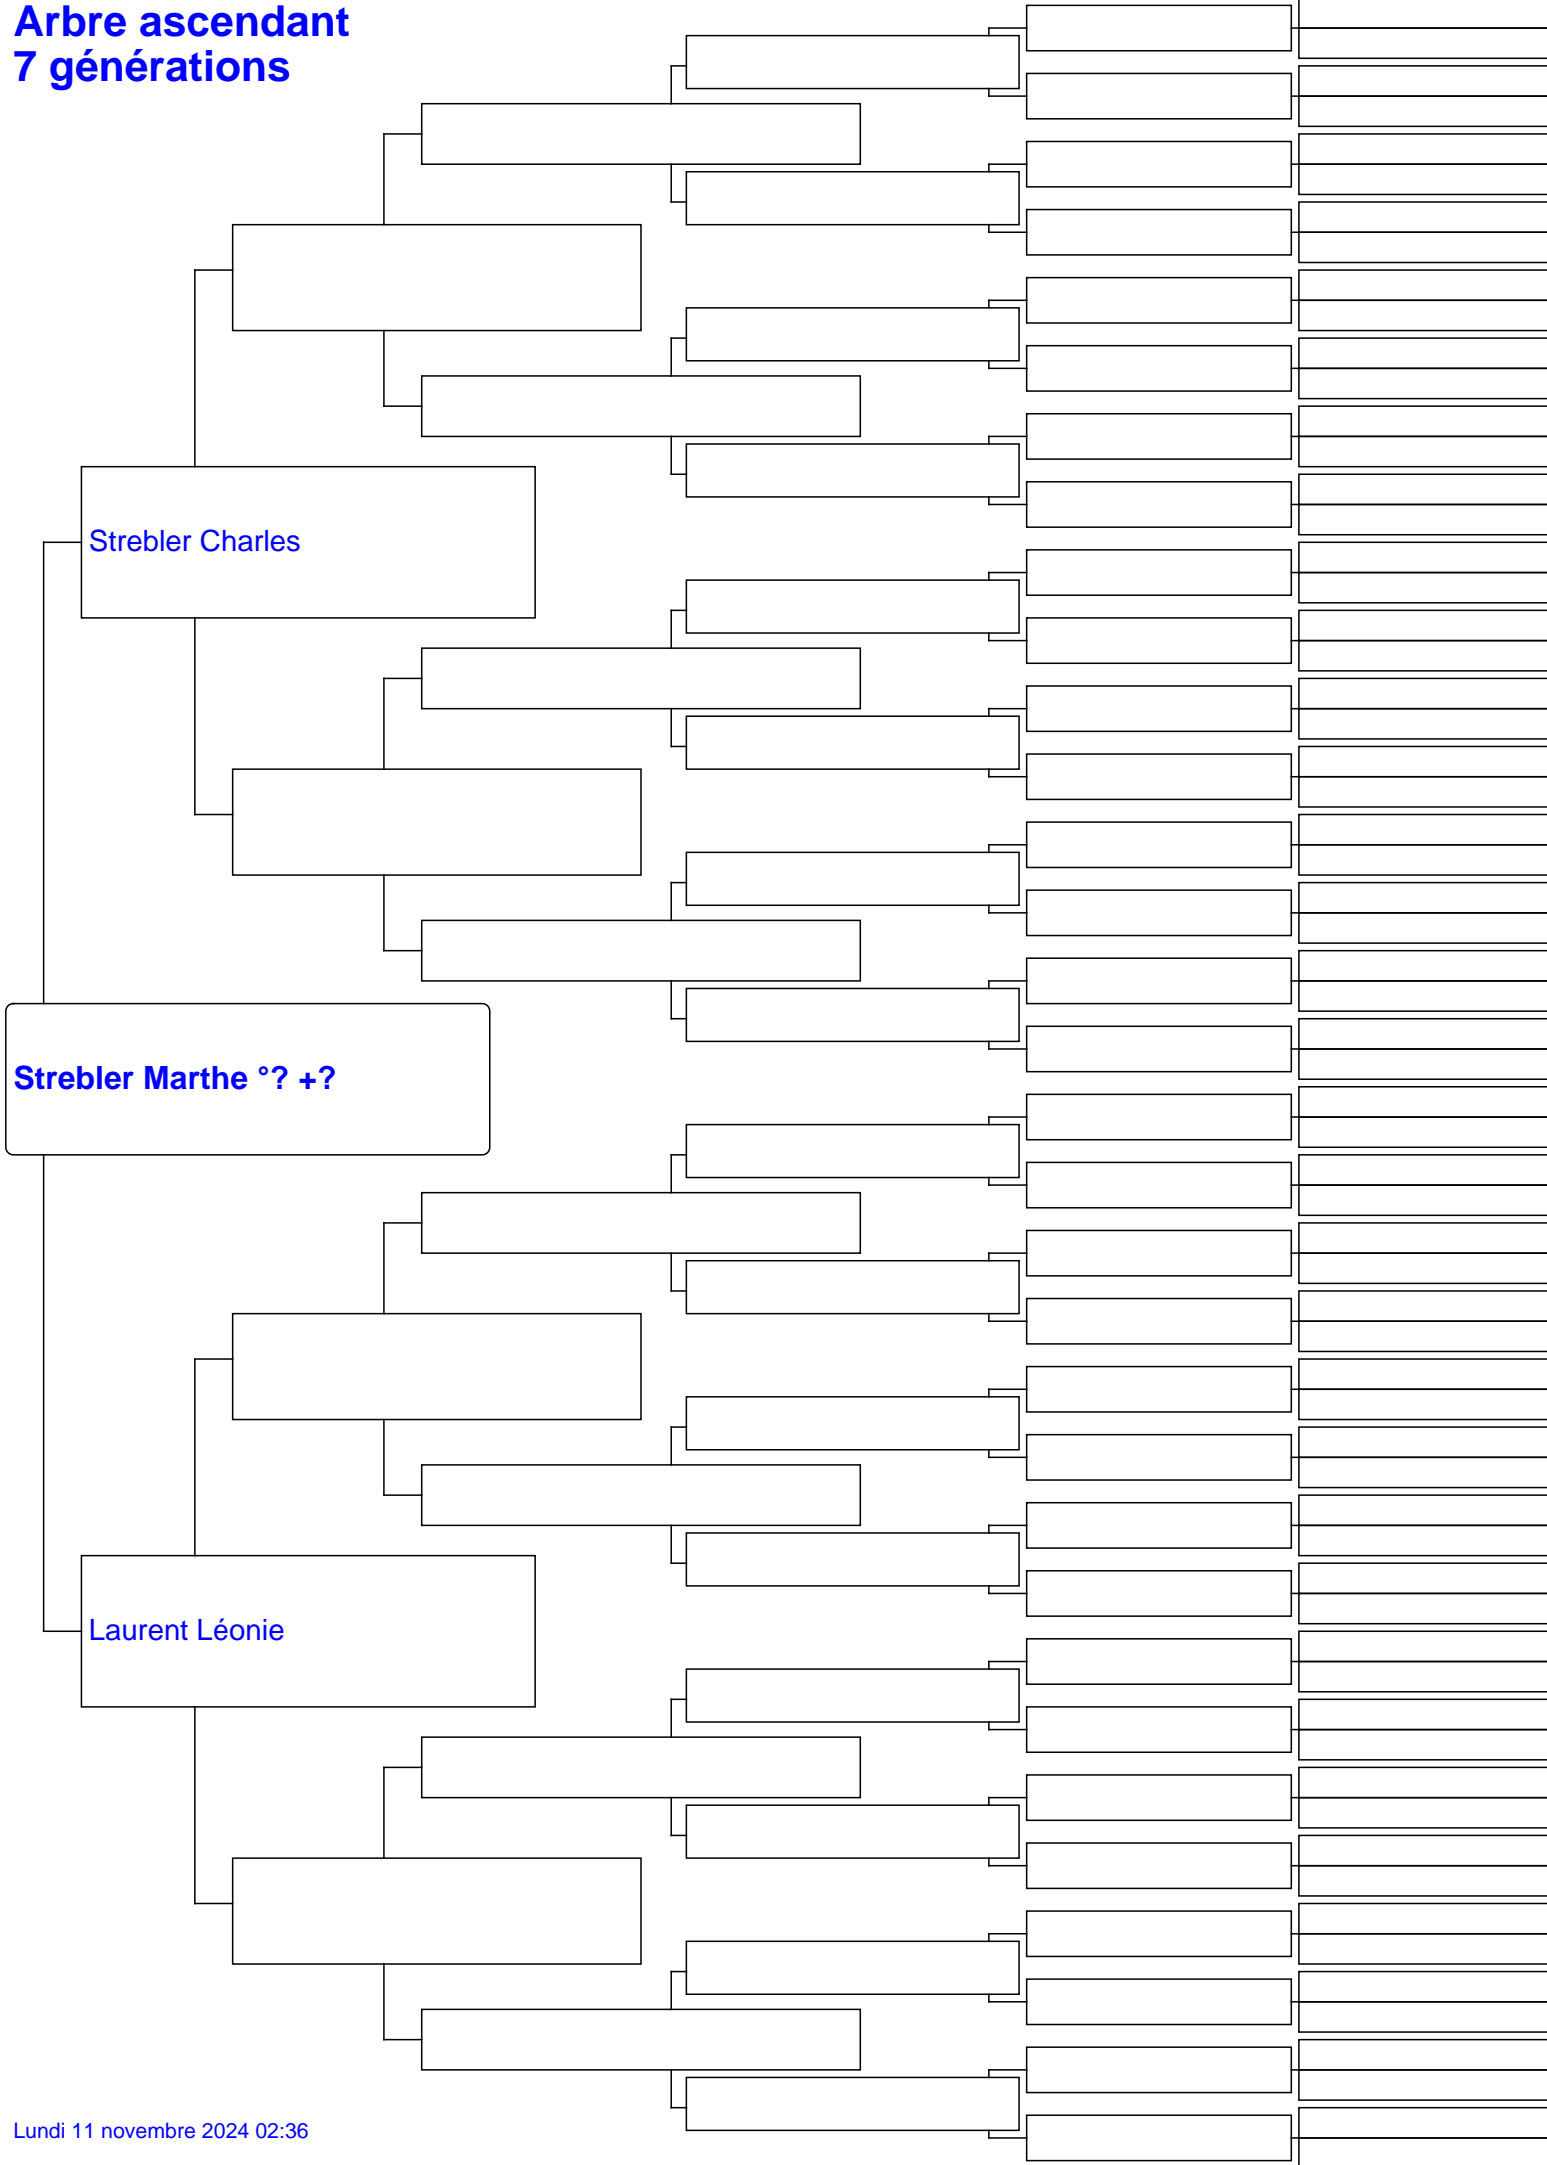 Arbre ascendant
7 générations
Strebler Charles
Strebler Marthe °? +?
Laurent Léonie
Lundi 11 novembre 2024 02:36